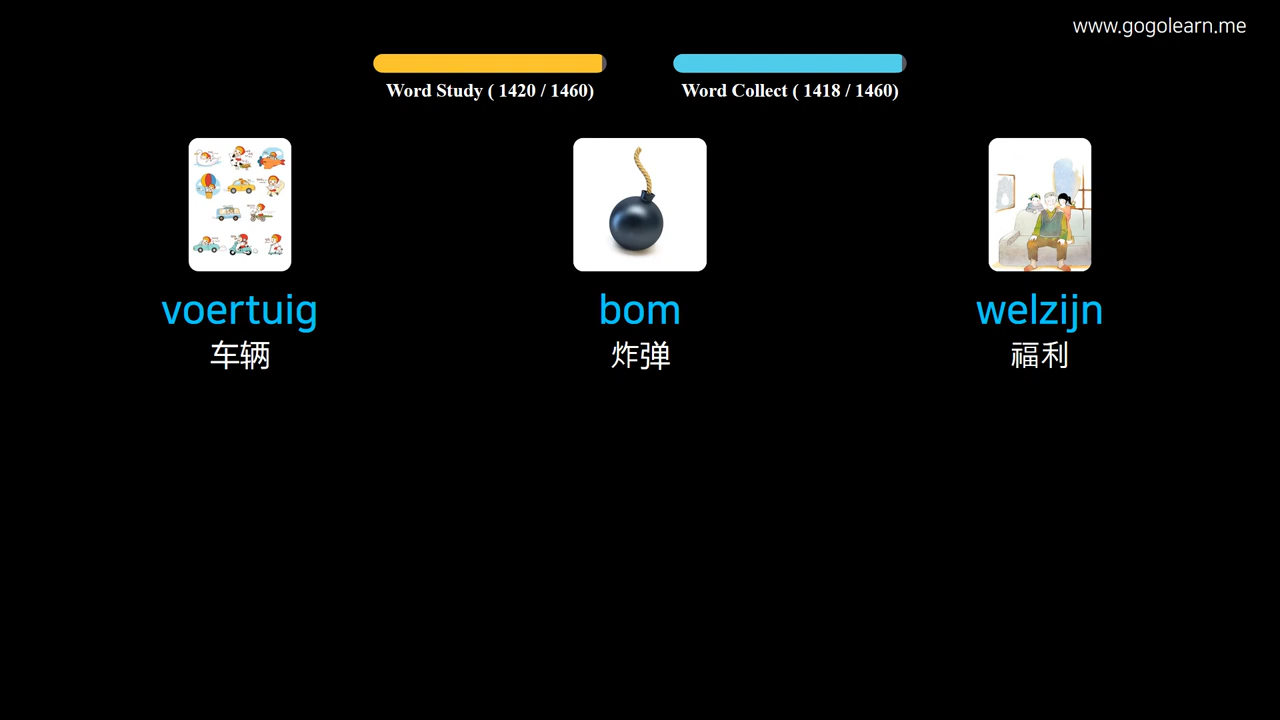 www.gogolearn.me
Word Study ( 1420 / 1460)
Word Collect ( 1418 / 1460)
voertuig
bom
welzijn
车辆
炸弹
福利